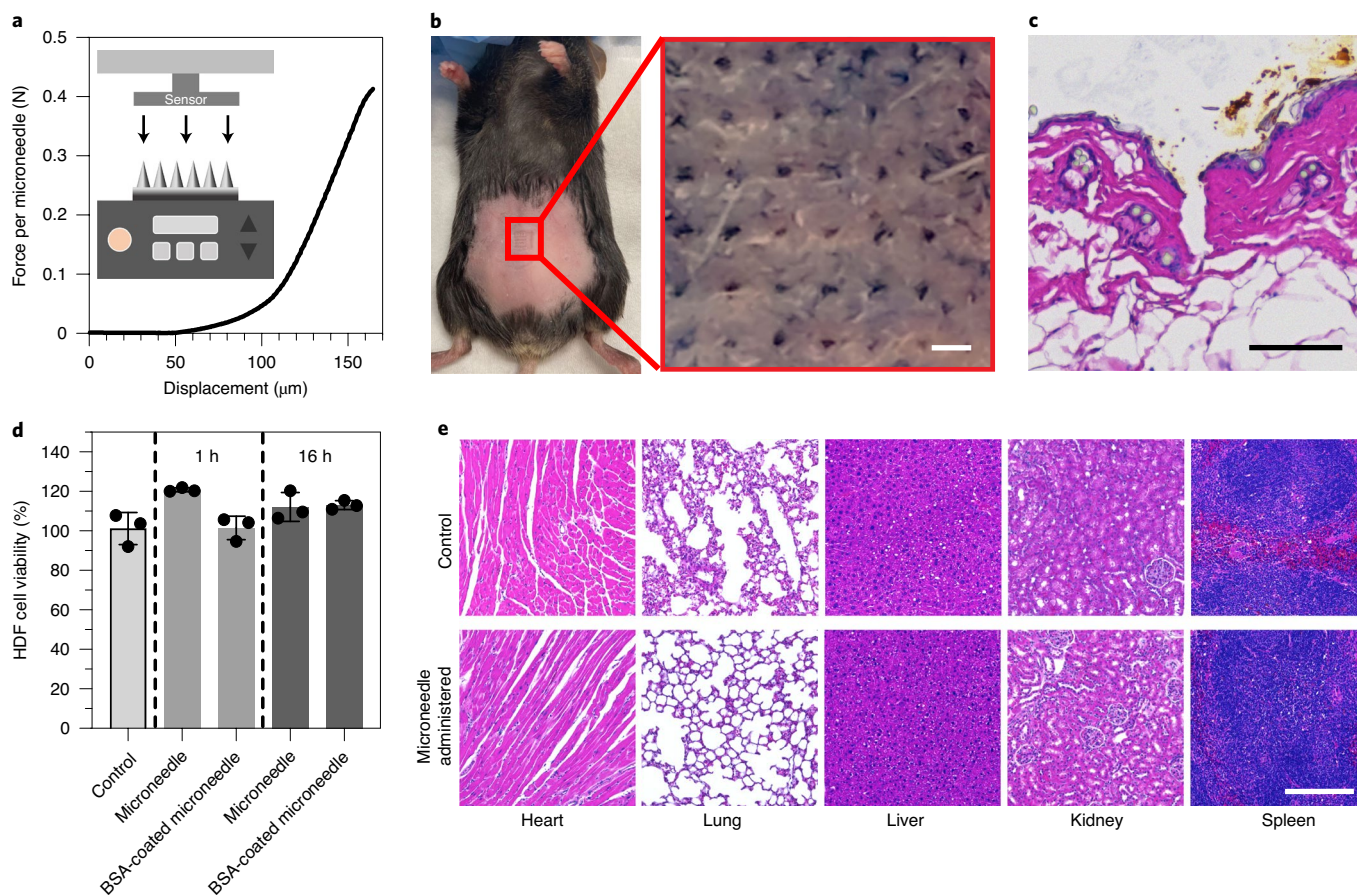 a
Force per microneedle (N)
0.5
0.4
0.3
0.2
0.1
0
0
50
100
150
Displacement (μm)
Sensor
b
c
d
HDF cell viability (%)
140
120
100
80
60
40
20
0
1 h
16 h
Control
Microneedle
BSA-coated microneedle
Microneedle
BSA-coated microneedle
e
Control
Microneedle
administered
Heart
Lung
Liver
Kidney
Spleen